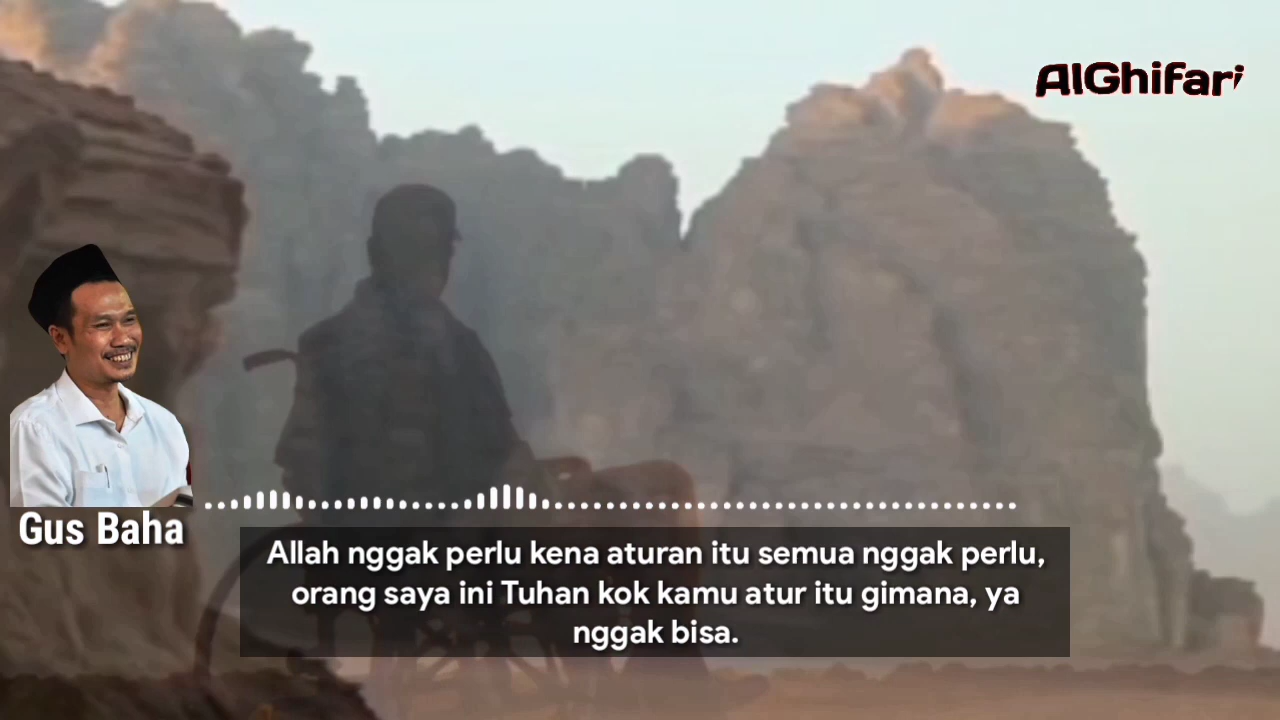 AlGhifari
Gus Baha
Allah nggak perlu kena aturan itu semua nggak perlu,
orang saya ini Tuhan kok kamu atur itu gimana, ya
nggak bisa.